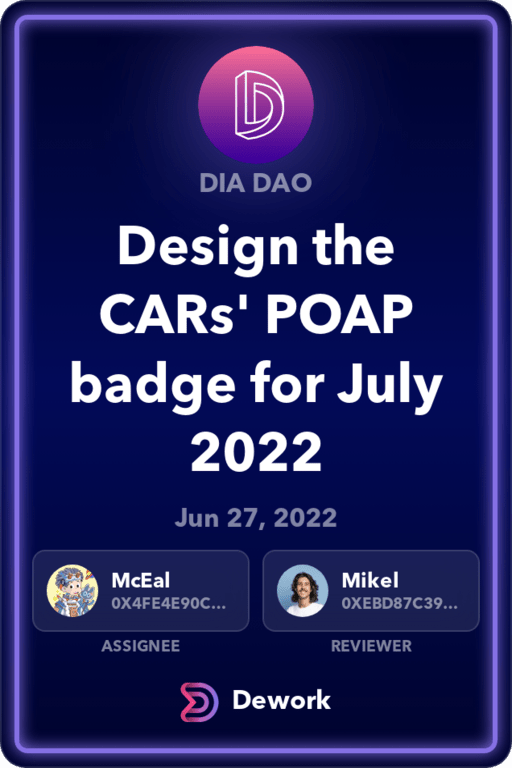 DIA DAO
Design the
CARs' POAP
badge for July
2022
Jun 27, 2022
McEal
0X4FE4E90C...
ASSIGNEE
Mikel
0XEBD87C39...
REVIEWER
Dework